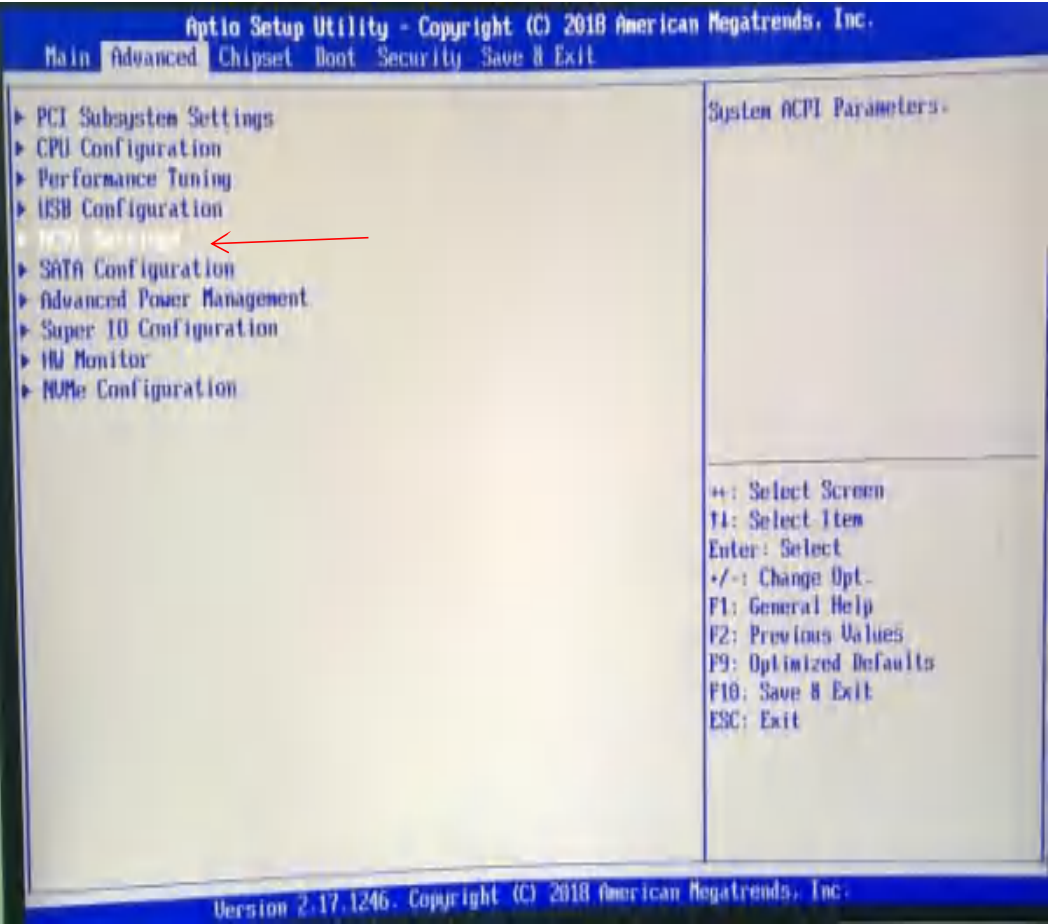 Aptio Setup Utility - Copyright (C) 2018 American Megatrends, Inc.
Main Advanced Chipset Boot Security Save & Exit
► PCI Subsystem Settings
► CPU Configuration
► Performance Tuning
► USB Configuration
► ACPI Settings
► SATA Configuration
► Advanced Power Management
► Super IO Configuration
► HW Monitor
► NVMe Configuration
System ACPI Parameters.
↔: Select Screen
↑↓: Select Item
Enter: Select
+/-: Change Opt.
F1: General Help
F2: Previous Values
F9: Optimized Defaults
F10: Save & Exit
ESC: Exit
Version 2.17.1246. Copyright (C) 2018 American Megatrends, Inc.